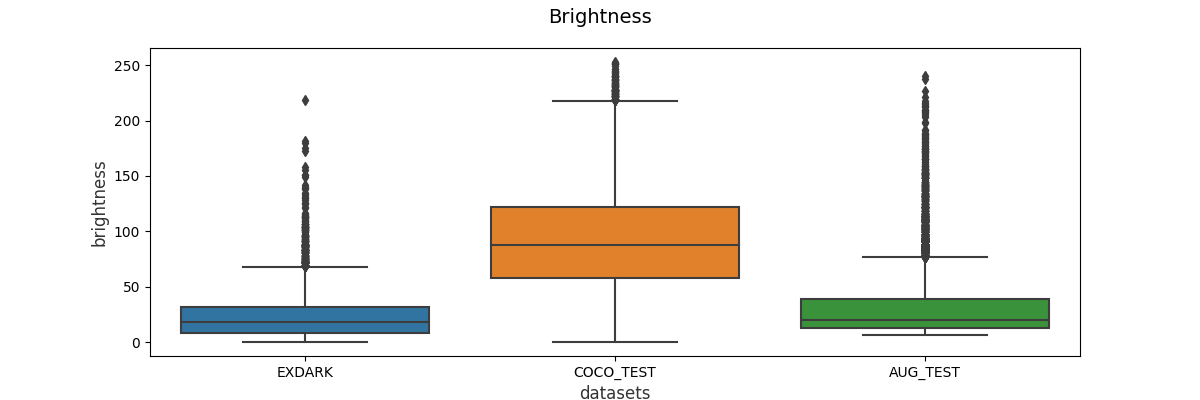 Brightness
250
200
150
100
50
0
brightness
EXDARK
COCO_TEST
AUG_TEST
datasets